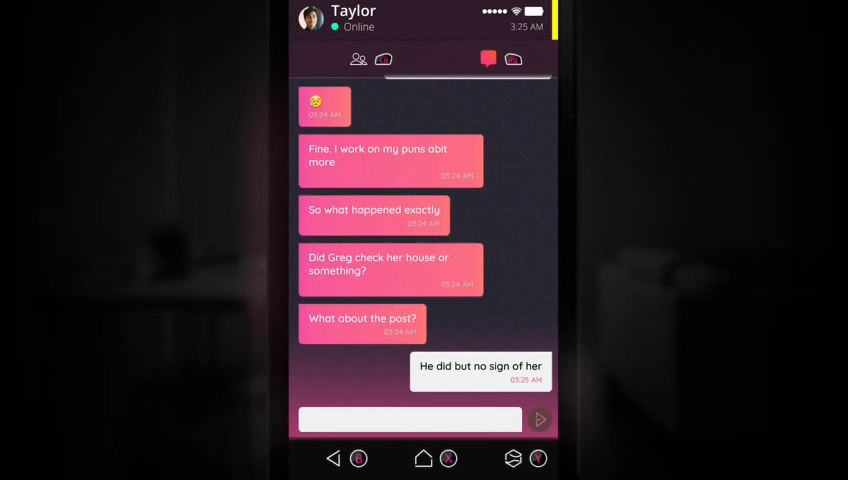 Taylor
Online
3:25 AM
03:24 AM
Fine. I work on my puns abit
more
03:24 AM
So what happened exactly
03:24 AM
Did Greg check her house or
something?
03:24 AM
What about the post?
03:24 AM
He did but no sign of her
03:25 AM
B
X
Y